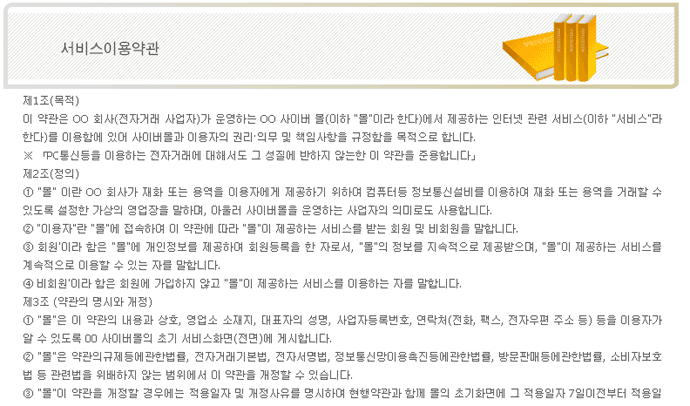 서비스이용약관
제1조(목적)
이 약관은 OO 회사(전자거래 사업자)가 운영하는 OO 사이버 몰(이하 "몰"이라 한다)에서 제공하는 인터넷 관련 서비스(이하 "서비스"라
한다)를 이용함에 있어 사이버몰과 이용자의 권리·의무 및 책임사항을 규정함을 목적으로 합니다.
※ 「PC통신등을 이용하는 전자거래에 대해서도 그 성질에 반하지 않는한 이 약관을 준용합니다」
제2조(정의)
① "몰" 이란 OO 회사가 재화 또는 용역을 이용자에게 제공하기 위하여 컴퓨터등 정보통신설비를 이용하여 재화 또는 용역을 거래할 수
있도록 설정한 가상의 영업장을 말하며, 아울러 사이버몰을 운영하는 사업자의 의미로도 사용합니다.
② "이용자"란 "몰"에 접속하여 이 약관에 따라 "몰"이 제공하는 서비스를 받는 회원 및 비회원을 말합니다.
③ 회원'이라 함은 "몰"에 개인정보를 제공하여 회원등록을 한 자로서, "몰"의 정보를 지속적으로 제공받으며, "몰"이 제공하는 서비스를
계속적으로 이용할 수 있는 자를 말합니다.
④ 비회원'이라 함은 회원에 가입하지 않고 "몰"이 제공하는 서비스를 이용하는 자를 말합니다.
제3조 (약관의 명시와 개정)
① "몰"은 이 약관의 내용과 상호, 영업소 소재지, 대표자의 성명, 사업자등록번호, 연락처(전화, 팩스, 전자우편 주소 등) 등을 이용자가
알 수 있도록 00 사이버몰의 초기 서비스화면(전면)에 게시합니다.
② "몰"은 약관의규제등에관한법률, 전자거래기본법, 전자서명법, 정보통신망이용촉진등에관한법률, 방문판매등에관한법률, 소비자보호
법 등 관련법을 위배하지 않는 범위에서 이 약관을 개정할 수 있습니다.
③ "몰"이 약관을 개정할 경우에는 적용일자 및 개정사유를 명시하여 현행약관과 함께 몰의 초기화면에 그 적용일자 7일이전부터 적용일